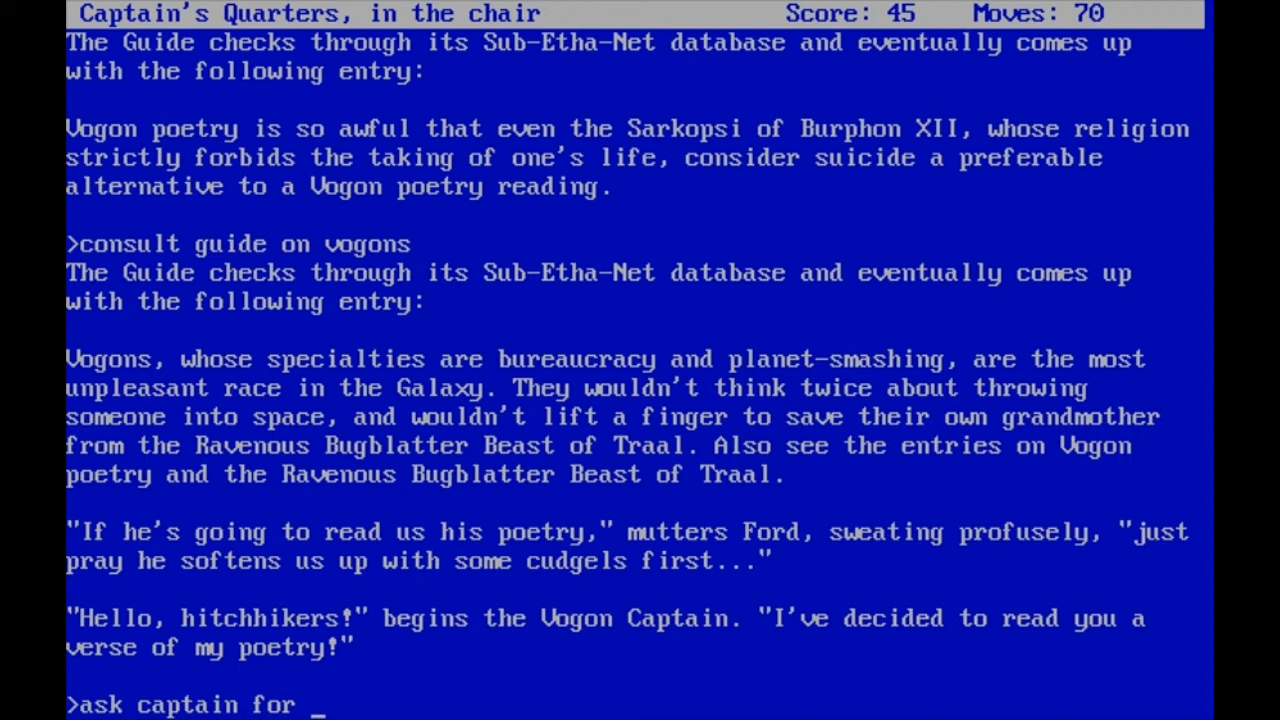 Captain's Quarters, in the chair Score: 45 Moves: 70
The Guide checks through its Sub-Etha-Net database and eventually comes up
with the following entry:
Vogon poetry is so awful that even the Sarkopsi of Burphon XII, whose religion
strictly forbids the taking of one's life, consider suicide a preferable
alternative to a Vogon poetry reading.
>consult guide on vogons
The Guide checks through its Sub-Etha-Net database and eventually comes up
with the following entry:
Vogons, whose specialties are bureaucracy and planet-smashing, are the most
unpleasant race in the Galaxy. They wouldn't think twice about throwing
someone into space, and wouldn't lift a finger to save their own grandmother
from the Ravenous Bugblatter Beast of Traal. Also see the entries on Vogon
poetry and the Ravenous Bugblatter Beast of Traal.
"If he's going to read us his poetry," mutters Ford, sweating profusely, "just
pray he softens us up with some cudgels first..."
"Hello, hitchhikers!" begins the Vogon Captain. "I've decided to read you a
verse of my poetry!"
>ask captain for _